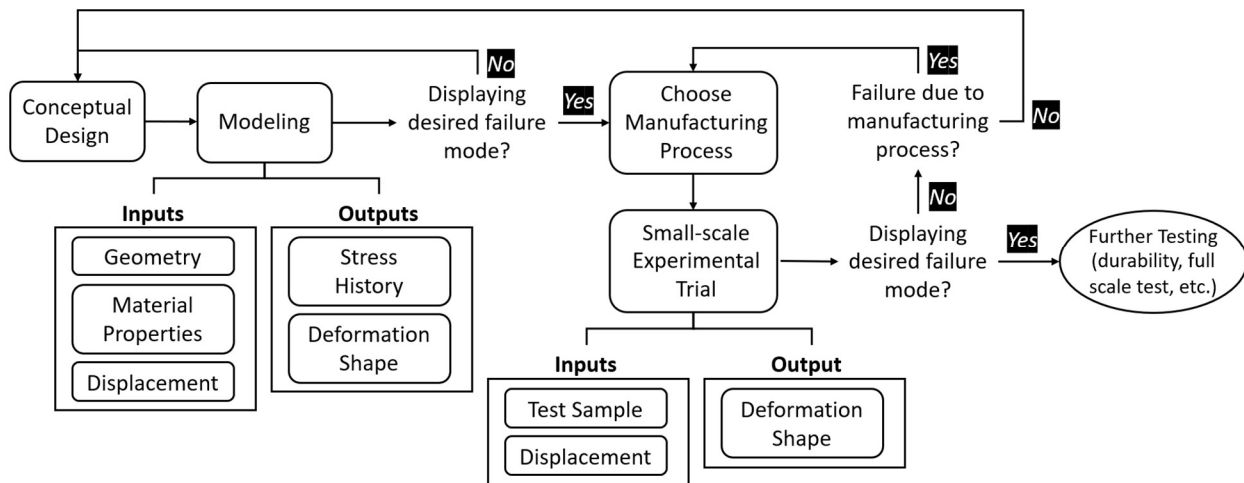 Conceptual
Design
Modeling
No
Displaying
desired failure
mode?
Yes
Choose
Manufacturing
Process
Yes
Failure due to
manufacturing
process?
No
Inputs
Geometry
Material
Properties
Displacement
Outputs
Stress
History
Deformation
Shape
Small-scale
Experimental
Trial
No
Displaying
desired failure
mode?
Yes
Further Testing
(durability, full
scale test, etc.)
Inputs
Test Sample
Displacement
Output
Deformation
Shape